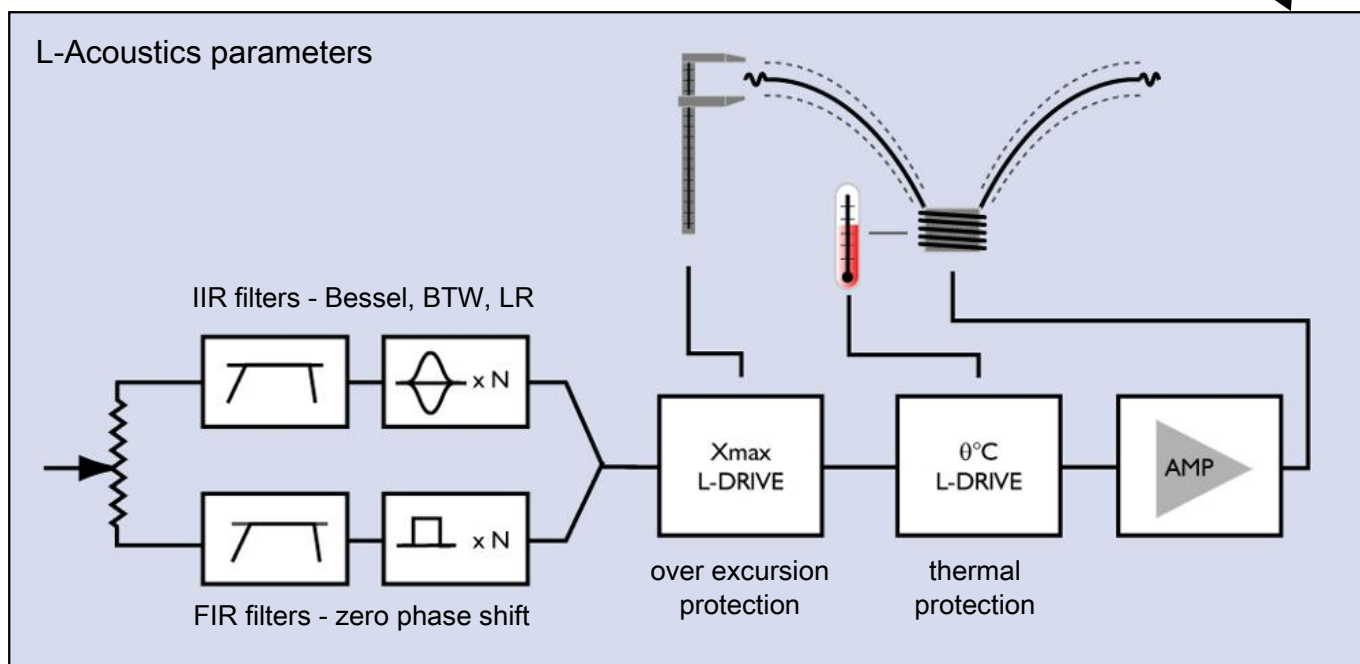 L-Acoustics parameters
IIR filters - Bessel, BTW, LR
x N
Xmax
L-DRIVE
θ°C
L-DRIVE
AMP
x N
over excursion
protection
thermal
protection
FIR filters - zero phase shift